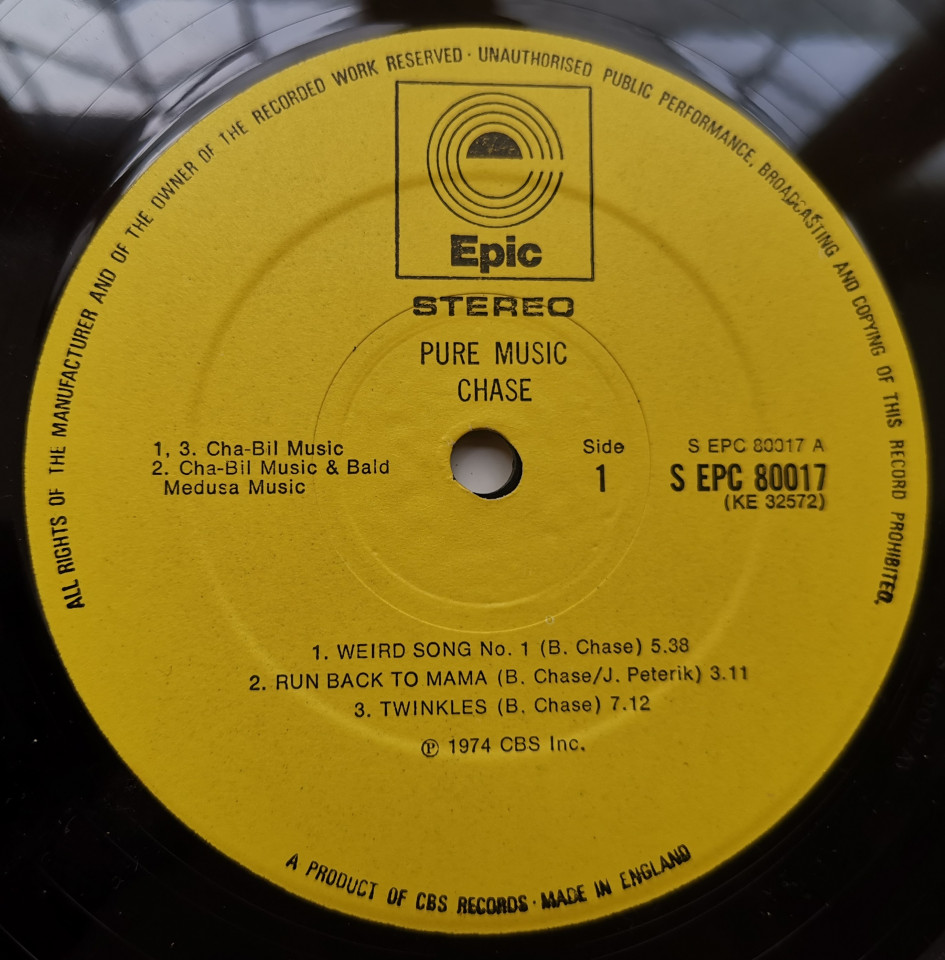 ALL RIGHTS OF THE MANUFACTURER AND OF THE OWNER OF THE RECORDED WORK RESERVED · UNAUTHORISED PUBLIC PERFORMANCE, BROADCASTING AND COPYING OF THIS RECORD PROHIBITED.
Epic
STEREO
PURE MUSIC
CHASE
1, 3. Cha-Bil Music
2. Cha-Bil Music & Bald
Medusa Music
Side
1
S EPC 80017 A
S EPC 80017
(KE 32572)
1. WEIRD SONG No. 1 (B. Chase) 5.38
2. RUN BACK TO MAMA (B. Chase/J. Peterik) 3.11
3. TWINKLES (B. Chase) 7.12
℗ 1974 CBS Inc.
A PRODUCT OF CBS RECORDS · MADE IN ENGLAND